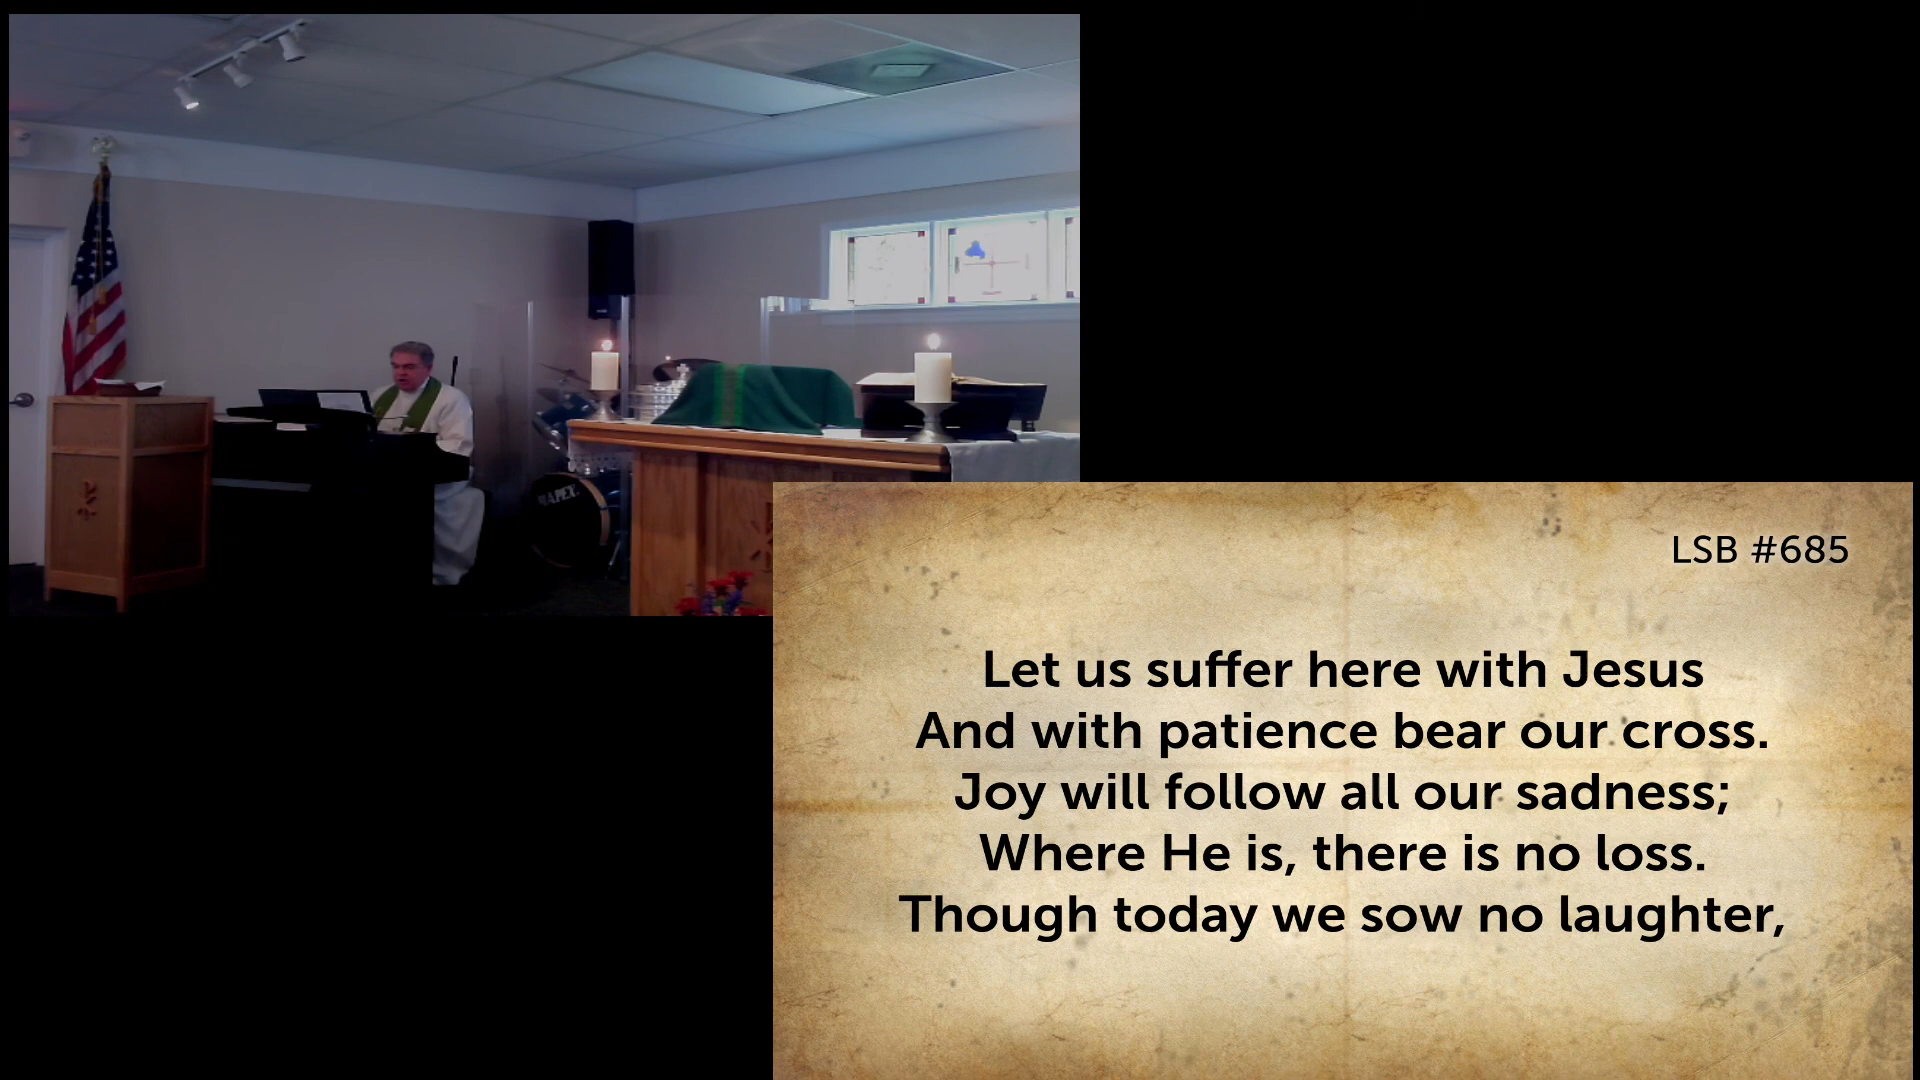 MAPEX
LSB #685
Let us suffer here with Jesus
And with patience bear our cross.
Joy will follow all our sadness;
Where He is, there is no loss.
Though today we sow no laughter,